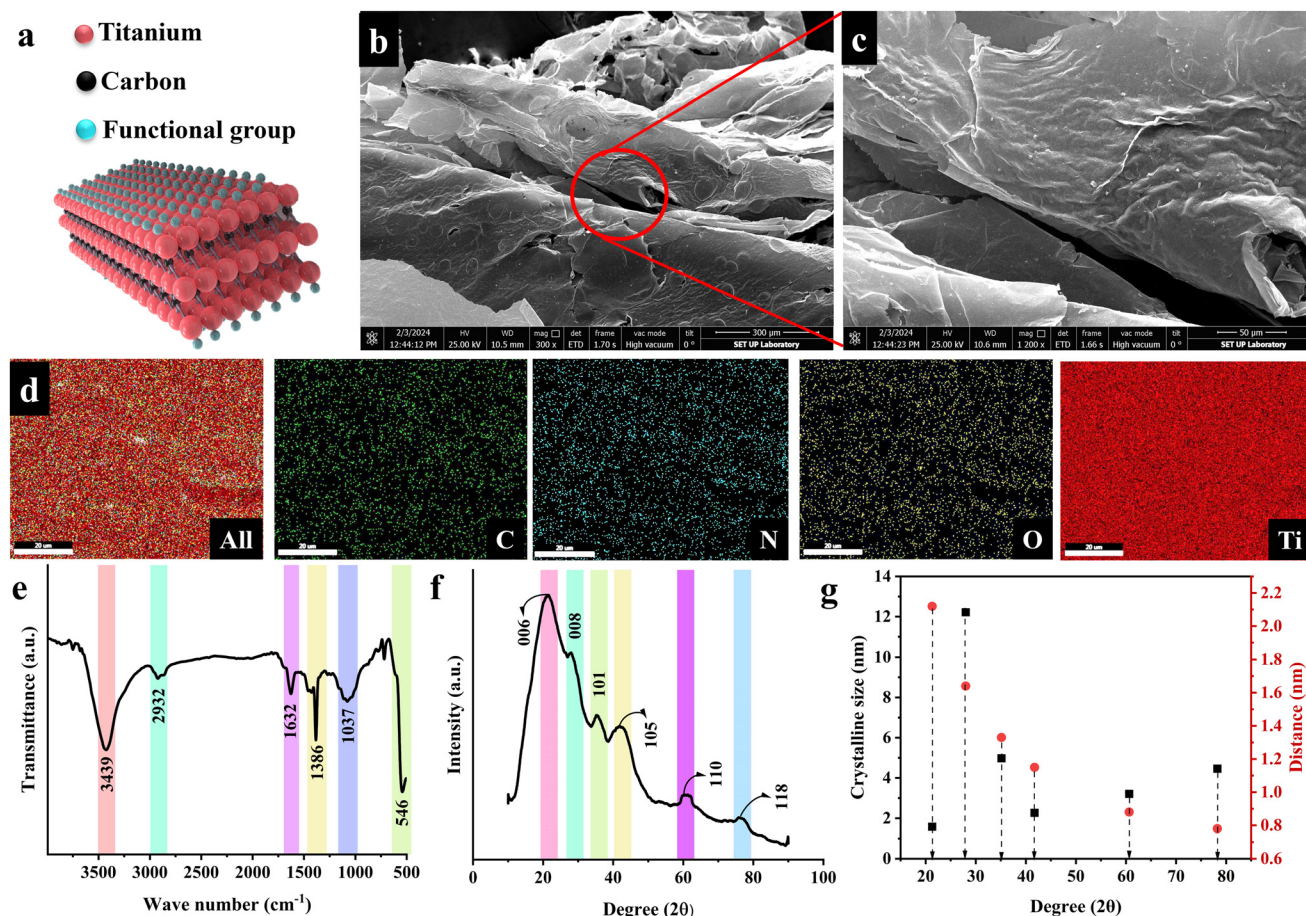 a
Titanium
Carbon
Functional group
b
2/3/2024 HV WD mag det frame vac mode tilt 300 µm
12:44:12 PM 25.00 kV 10.5 mm 300 x ETD 1.70 s High vacuum 0 ° SET UP Laboratory
c
2/3/2024 HV WD mag det frame vac mode tilt 50 µm
12:44:23 PM 25.00 kV 10.6 mm 1 200 x ETD 1.66 s High vacuum 0 ° SET UP Laboratory
d
20 um
All
20 um
C
20 um
N
20 um
O
20 um
Ti
e
Transmittance (a.u.)
3439
2932
1632
1386
1037
546
3500 3000 2500 2000 1500 1000 500
Wave number (cm⁻¹)
f
Intensity (a.u.)
006
008
101
105
110
118
0 20 40 60 80 100
Degree (2θ)
g
Crystalline size (nm)
14
12
10
8
6
4
2
0
20 30 40 50 60 70 80
Degree (2θ)
2.2
2.0
1.8
1.6
1.4
1.2
1.0
0.8
0.6
Distance (nm)